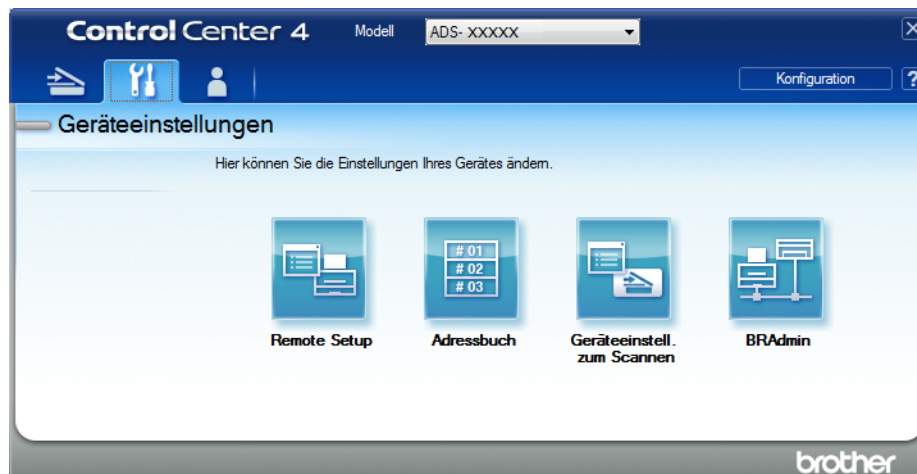 Control Center 4
Modell
ADS- XXXXX
X
Konfiguration
?
Geräteeinstellungen
Hier können Sie die Einstellungen Ihres Gerätes ändern.
# 01
# 02
# 03
Remote Setup
Adressbuch
Geräteeinstell.
zum Scannen
BRAdmin
brother